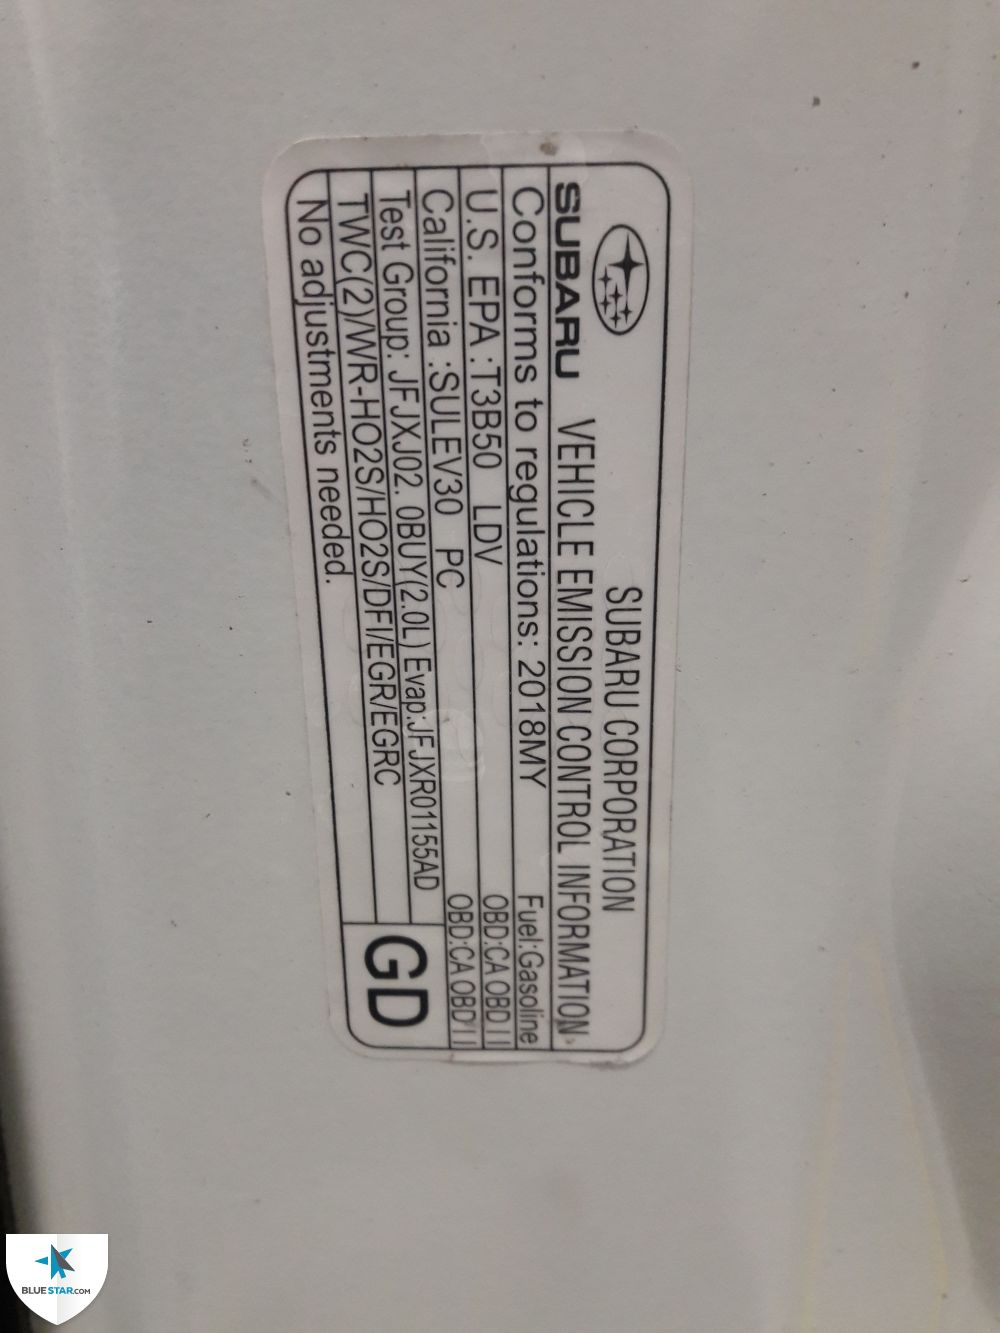 SUBARU CORPORATION
SUBARU VEHICLE EMISSION CONTROL INFORMATION
Conforms to regulations: 2018MY Fuel:Gasoline
U.S. EPA :T3B50 LDV OBD:CA OBD II
California :SULEV30 PC OBD:CA OBD II
Test Group: JFJXJ02. 0BUY(2.0L) Evap:JFJXR01155AD
TWC(2)/WR-HO2S/HO2S/DFI/EGR/EGRC
No adjustments needed.
GD
BLUESTAR.COM